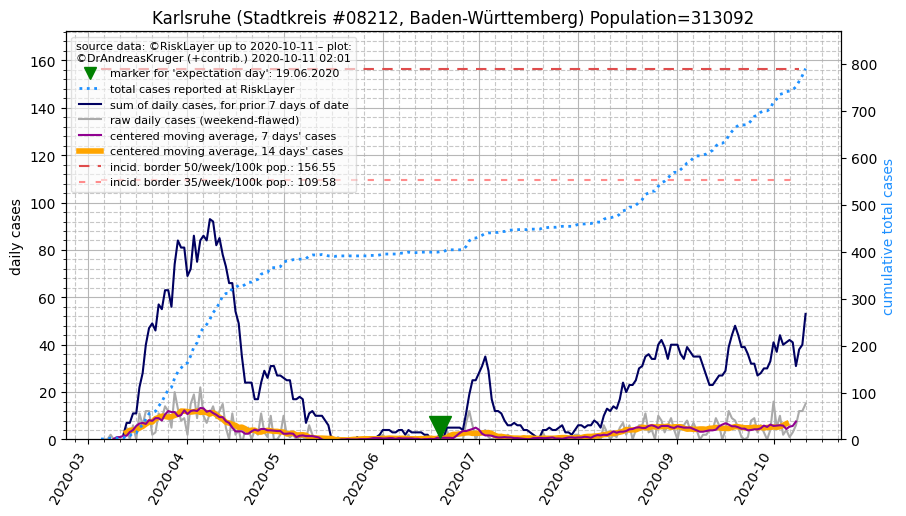 Karlsruhe (Stadtkreis #08212, Baden-Württemberg) Population=313092
source data: ©RiskLayer up to 2020-10-11 – plot:
©DrAndreasKruger (+contrib.) 2020-10-11 02:01
marker for 'expectation day': 19.06.2020
total cases reported at RiskLayer
sum of daily cases, for prior 7 days of date
raw daily cases (weekend-flawed)
centered moving average, 7 days' cases
centered moving average, 14 days' cases
incid. border 50/week/100k pop.: 156.55
incid. border 35/week/100k pop.: 109.58
daily cases
160
140
120
100
80
60
40
20
0
cumulative total cases
800
700
600
500
400
300
200
100
0
2020-03
2020-04
2020-05
2020-06
2020-07
2020-08
2020-09
2020-10